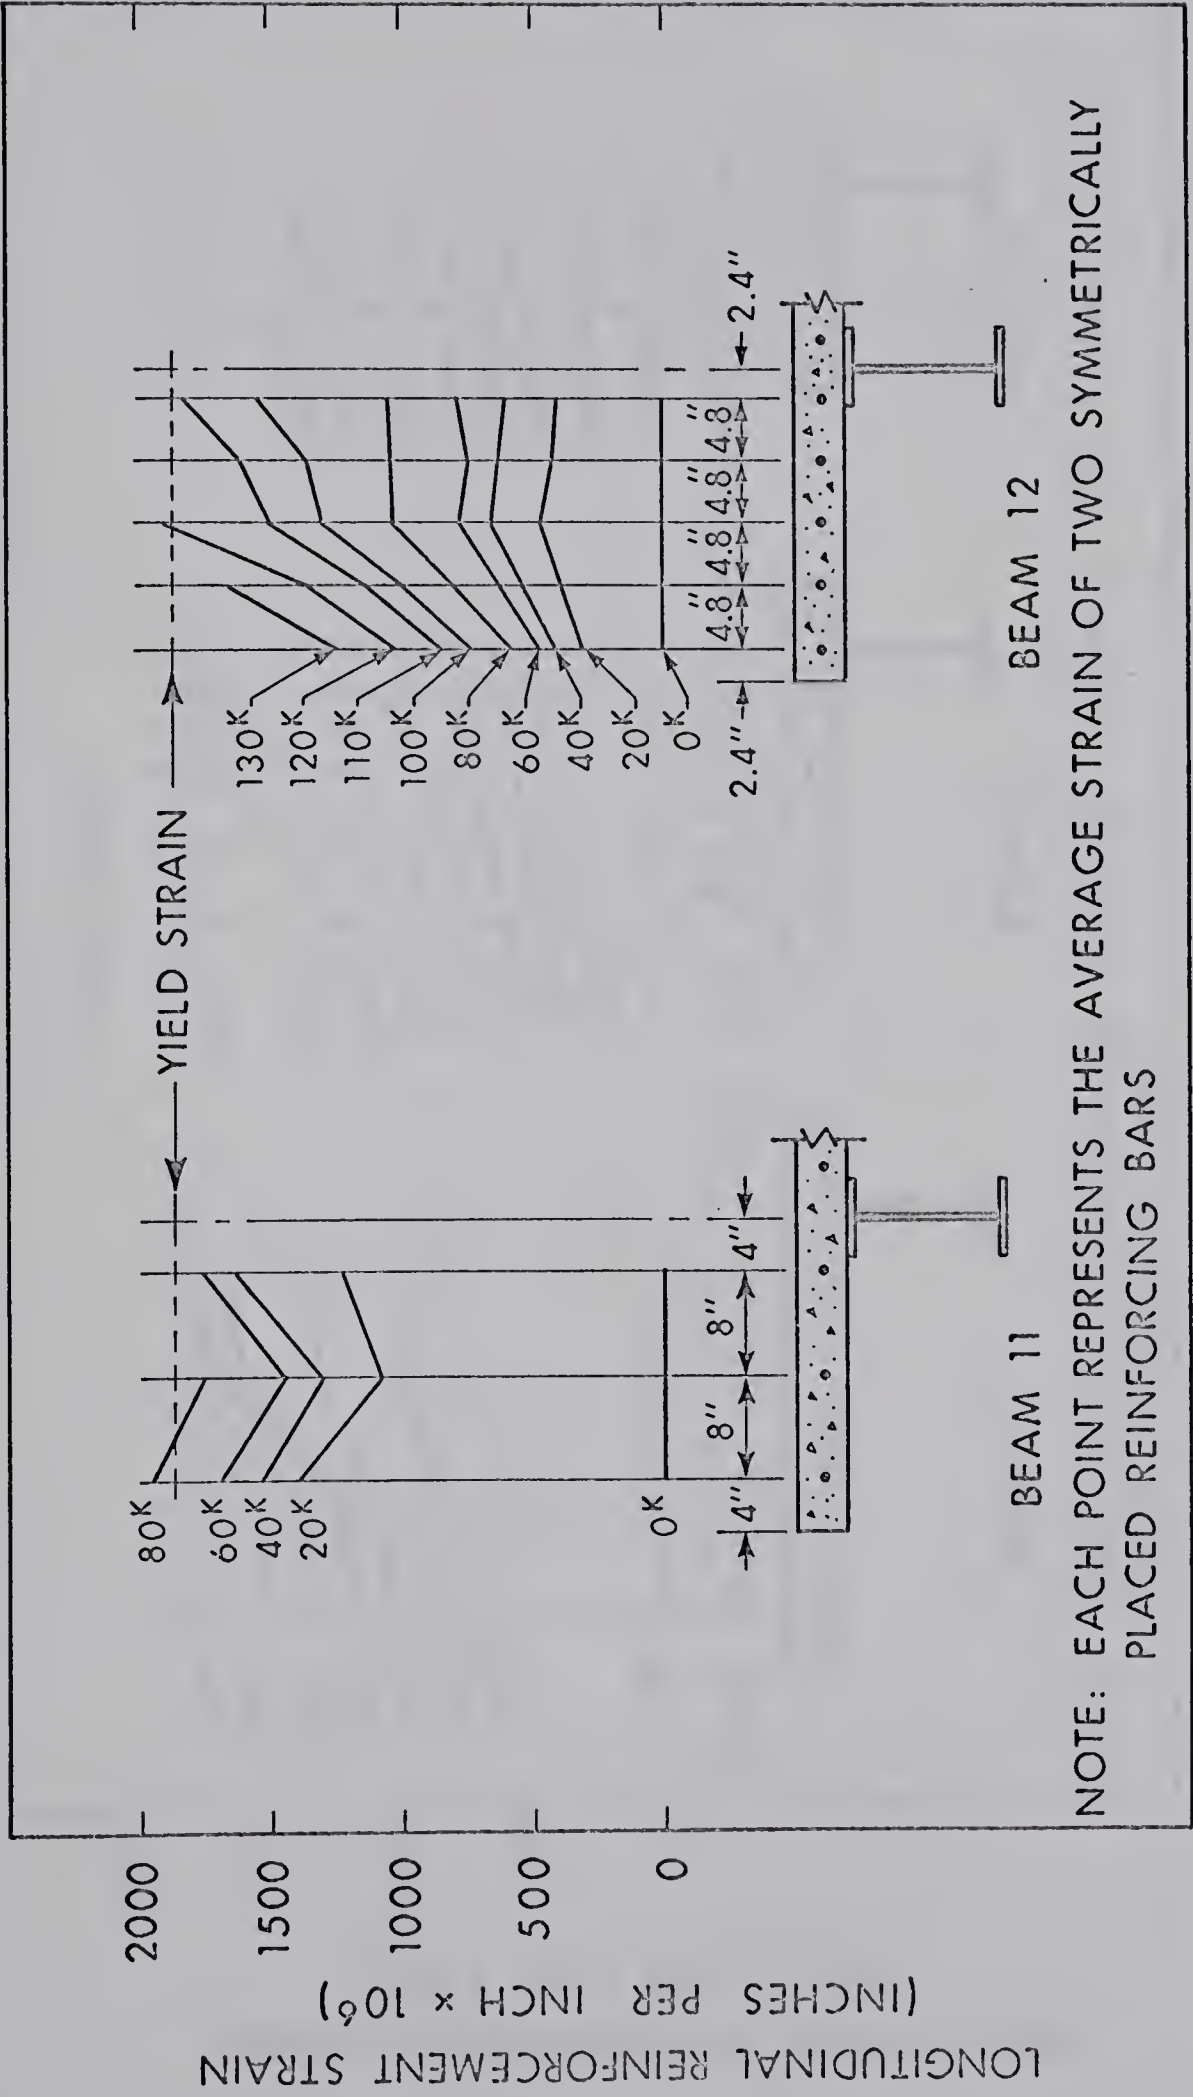 LONGITUDINAL REINFORCEMENT STRAIN
(INCHES PER INCH × 10⁶)
2000
1500
1000
500
0
YIELD STRAIN
80ᴷ
60ᴷ
40ᴷ
20ᴷ
0ᴷ
4" 8" 8" 4"
BEAM 11
130ᴷ
120ᴷ
110ᴷ
100ᴷ
80ᴷ
60ᴷ
40ᴷ
20ᴷ
0ᴷ
2.4" 4.8" 4.8" 4.8" 4.8" 2.4"
BEAM 12
NOTE: EACH POINT REPRESENTS THE AVERAGE STRAIN OF TWO SYMMETRICALLY
PLACED REINFORCING BARS